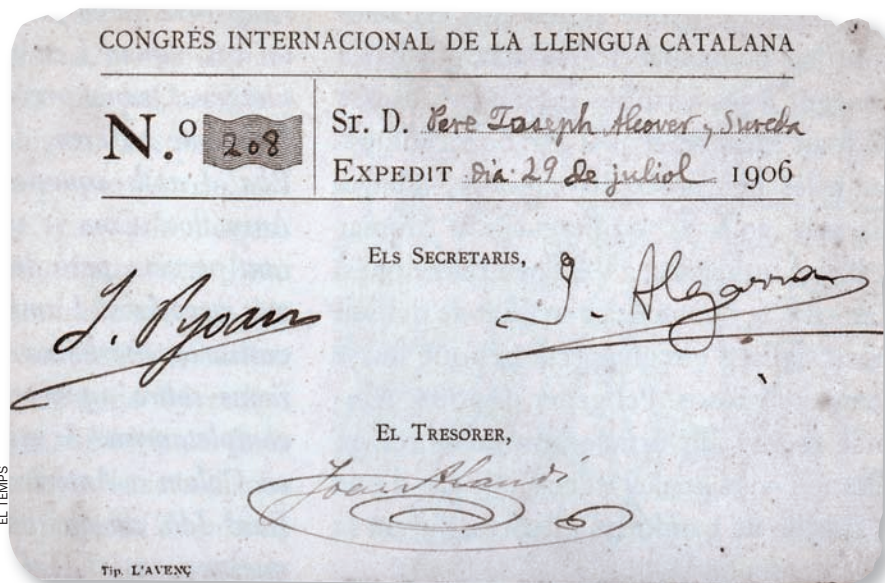 CONGRÉS INTERNACIONAL DE LA LLENGUA CATALANA
N.º 208
Sr. D. Pere Joseph Alcover y Sureda
EXPEDIT dia 29 de juliol 1906
ELS SECRETARIS,
J. Pijoan J. Algarra
EL TRESORER,
Joan Alandí
EL TEMPS
Tip. L'AVENÇ